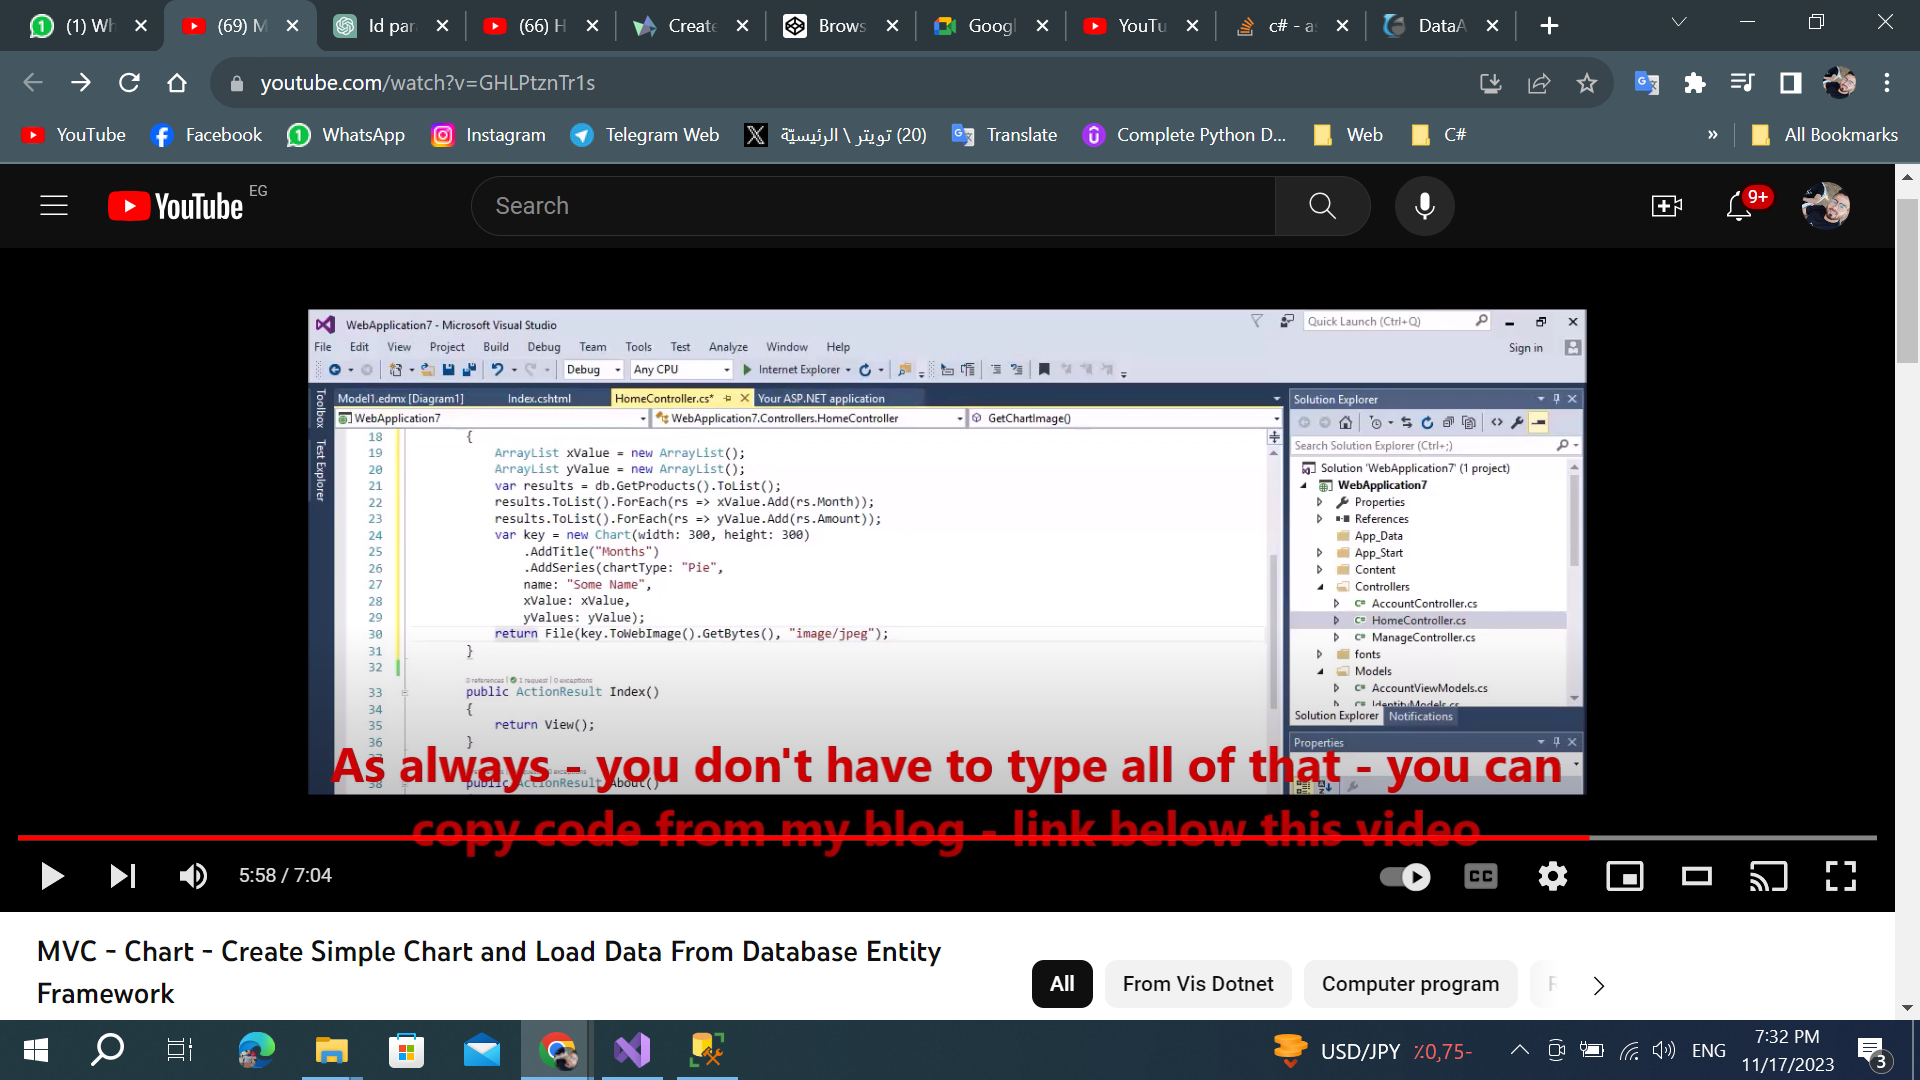 (1) Wh
(69) M
Id par
(66) H
Create
Brows
Googl
YouTu
c# - as
DataA
youtube.com/watch?v=GHLPtznTr1s
YouTube
Facebook
WhatsApp
Instagram
Telegram Web
(20) تويتر \ الرئيسيّة
Translate
Complete Python D...
Web
C#
»
All Bookmarks
YouTube EG
Search
9+
WebApplication7 - Microsoft Visual Studio
Quick Launch (Ctrl+Q)
File Edit View Project Build Debug Team Tools Test Analyze Window Help
Sign in
Debug Any CPU Internet Explorer
Toolbox
Test Explorer
Model1.edmx [Diagram1] Index.cshtml HomeController.cs* Your ASP.NET application
WebApplication7 WebApplication7.Controllers.HomeController GetChartImage()
18 {
19 ArrayList xValue = new ArrayList();
20 ArrayList yValue = new ArrayList();
21 var results = db.GetProducts().ToList();
22 results.ToList().ForEach(rs => xValue.Add(rs.Month));
23 results.ToList().ForEach(rs => yValue.Add(rs.Amount));
24 var key = new Chart(width: 300, height: 300)
25 .AddTitle("Months")
26 .AddSeries(chartType: "Pie",
27 name: "Some Name",
28 xValue: xValue,
29 yValues: yValue);
30 return File(key.ToWebImage().GetBytes(), "image/jpeg");
31 }
32
0 references | 1 request | 0 exceptions
33 public ActionResult Index()
34 {
35 return View();
36 }
38 public ActionResult About()
Solution Explorer
Search Solution Explorer (Ctrl+;)
Solution 'WebApplication7' (1 project)
WebApplication7
Properties
References
App_Data
App_Start
Content
Controllers
AccountController.cs
HomeController.cs
ManageController.cs
fonts
Models
AccountViewModels.cs
IdentityModels.cs
Solution Explorer Notifications
Properties
As always - you don't have to type all of that - you can
copy code from my blog - link below this video
5:58 / 7:04
CC
MVC - Chart - Create Simple Chart and Load Data From Database Entity
Framework
All
From Vis Dotnet
Computer program
USD/JPY ٪0,75-
ENG
7:32 PM
11/17/2023
3